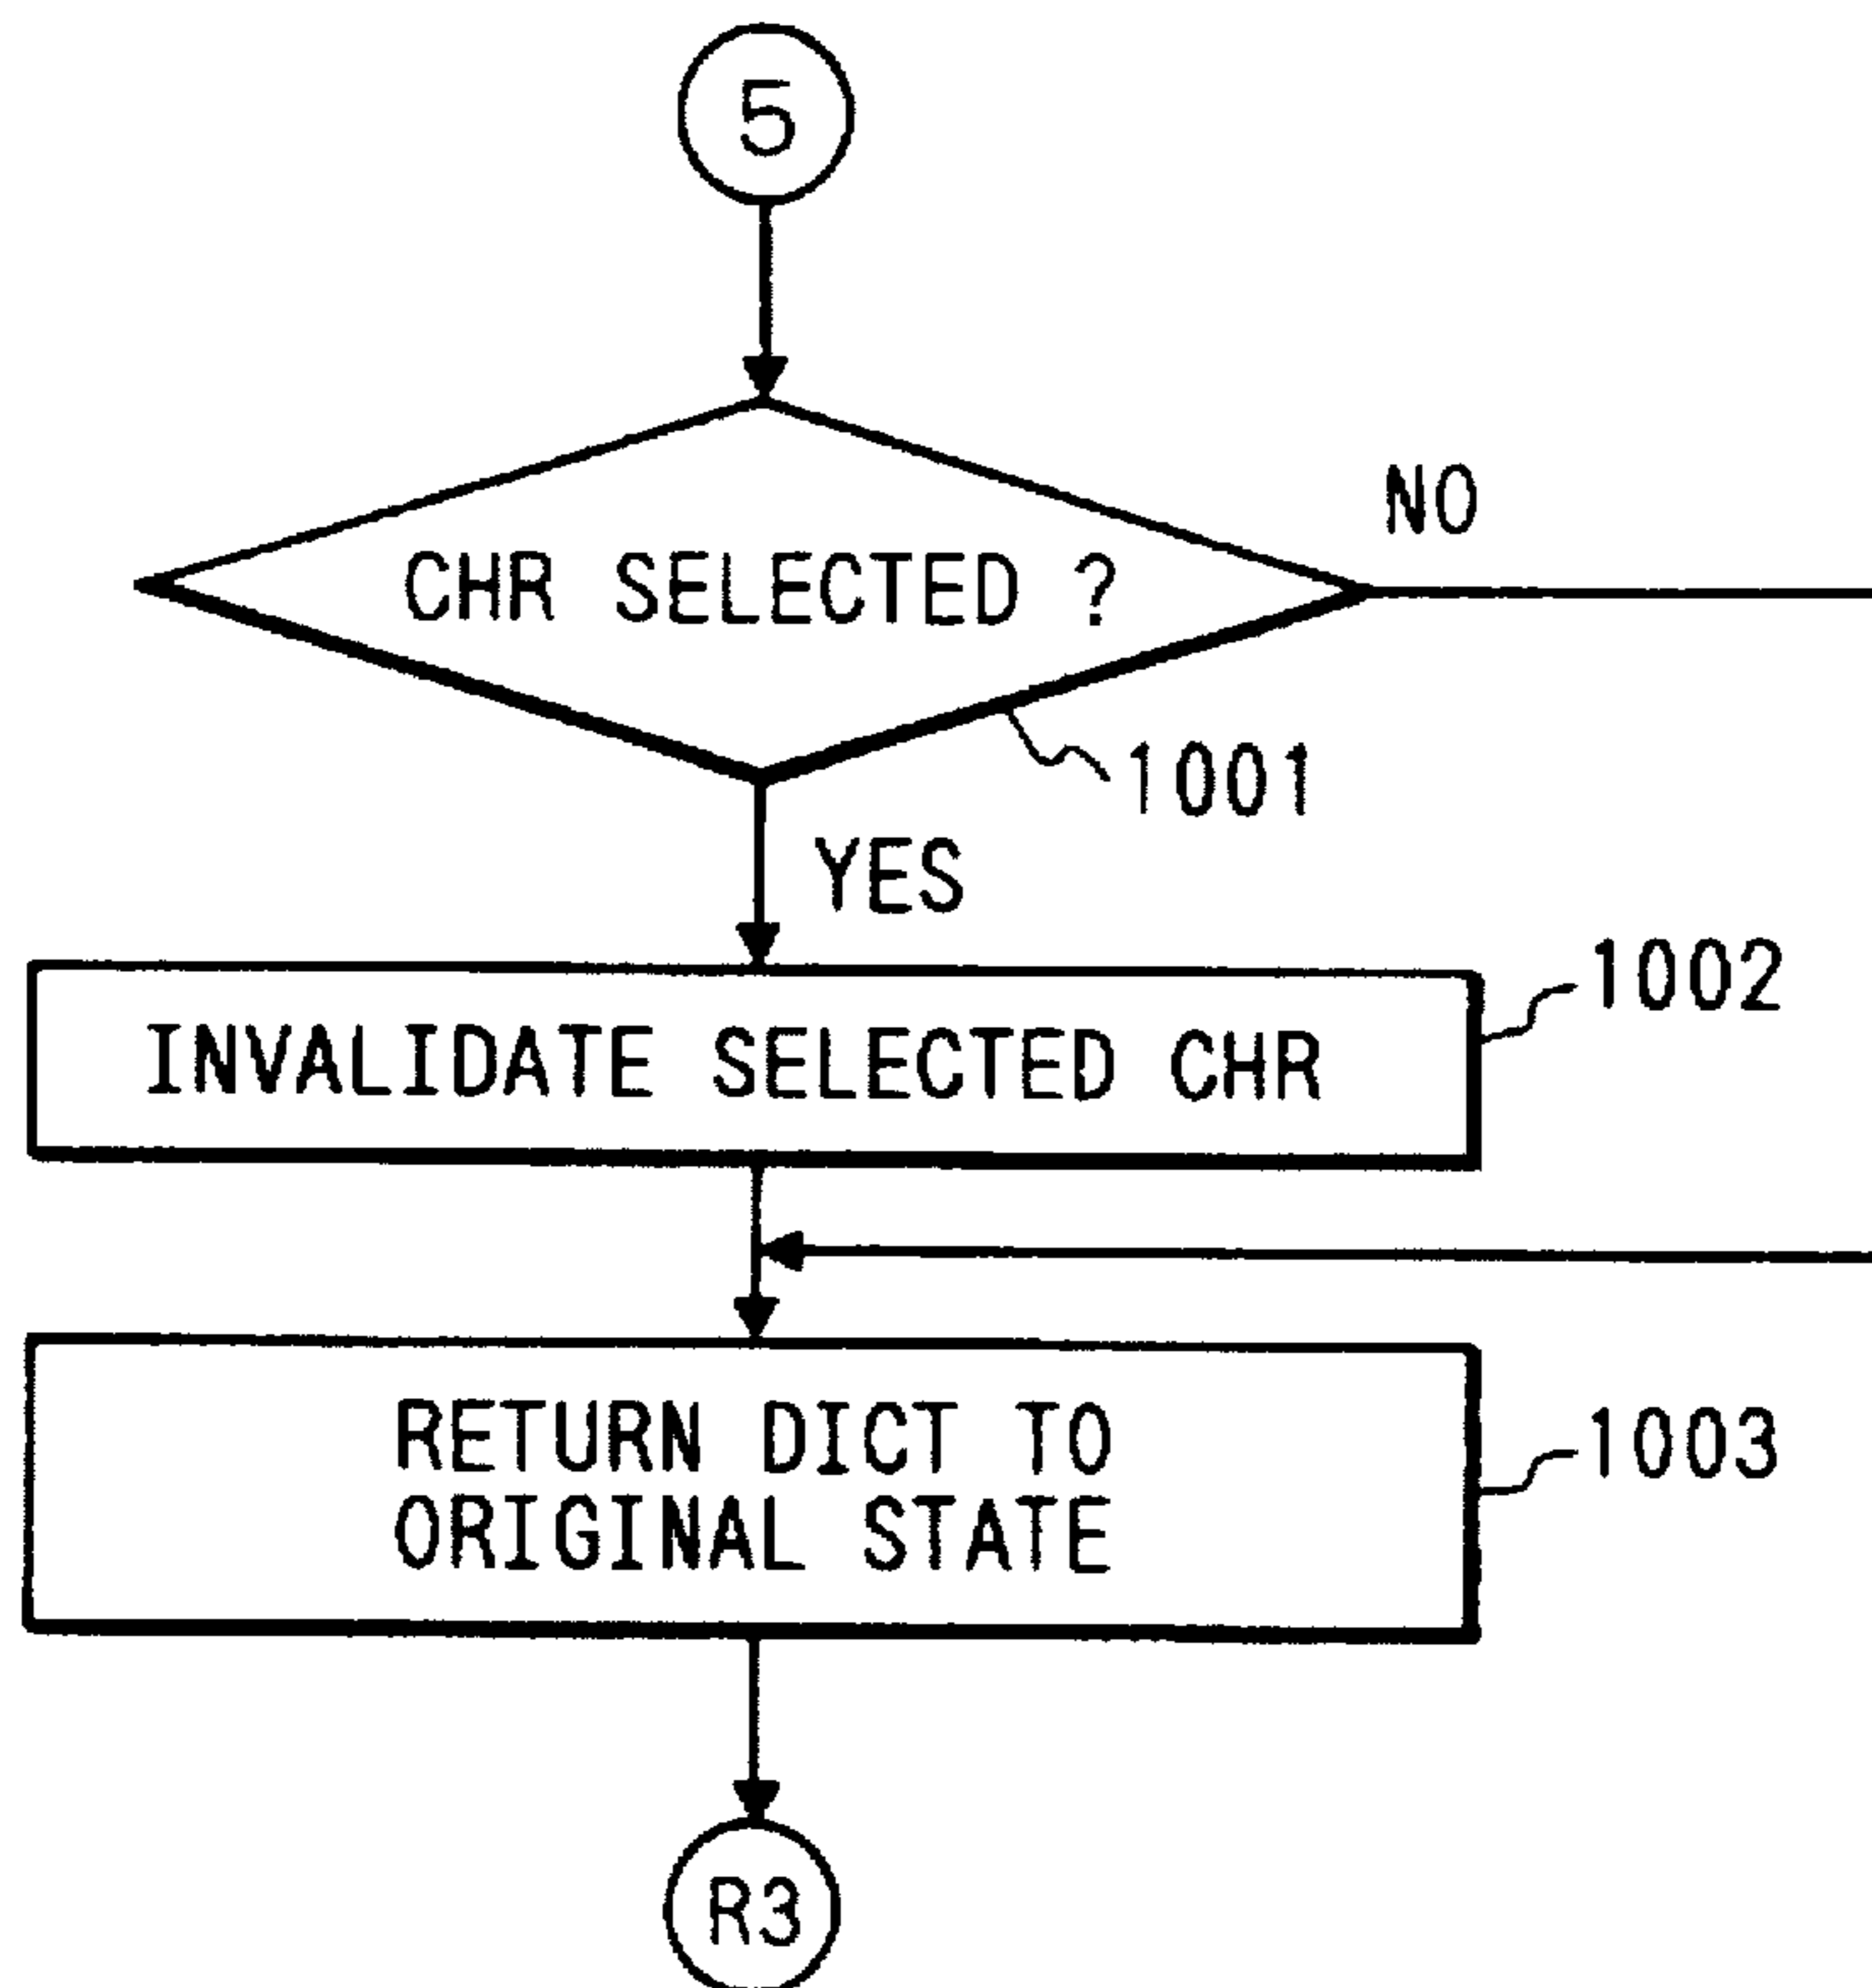 5
NO
CHR SELECTED ?
1001
YES
1002
INVALIDATE SELECTED CHR
RETURN DICT TO
1003
ORIGINAL STATE
R3